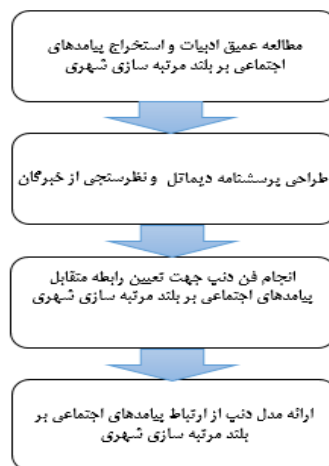 مطالعه عمیق ادبیات و استخراج پیامدهای
اجتماعی بر بلند مرتبه سازی شهری
طراحی پرسشنامه دیماتل و نظرسنجی از خبرگان
انجام فن دنپ جهت تعیین رابطه متقابل
پیامدهای اجتماعی بر بلند مرتبه سازی شهری
ارائه مدل دنپ از ارتباط پیامدهای اجتماعی بر
بلند مرتبه سازی شهری